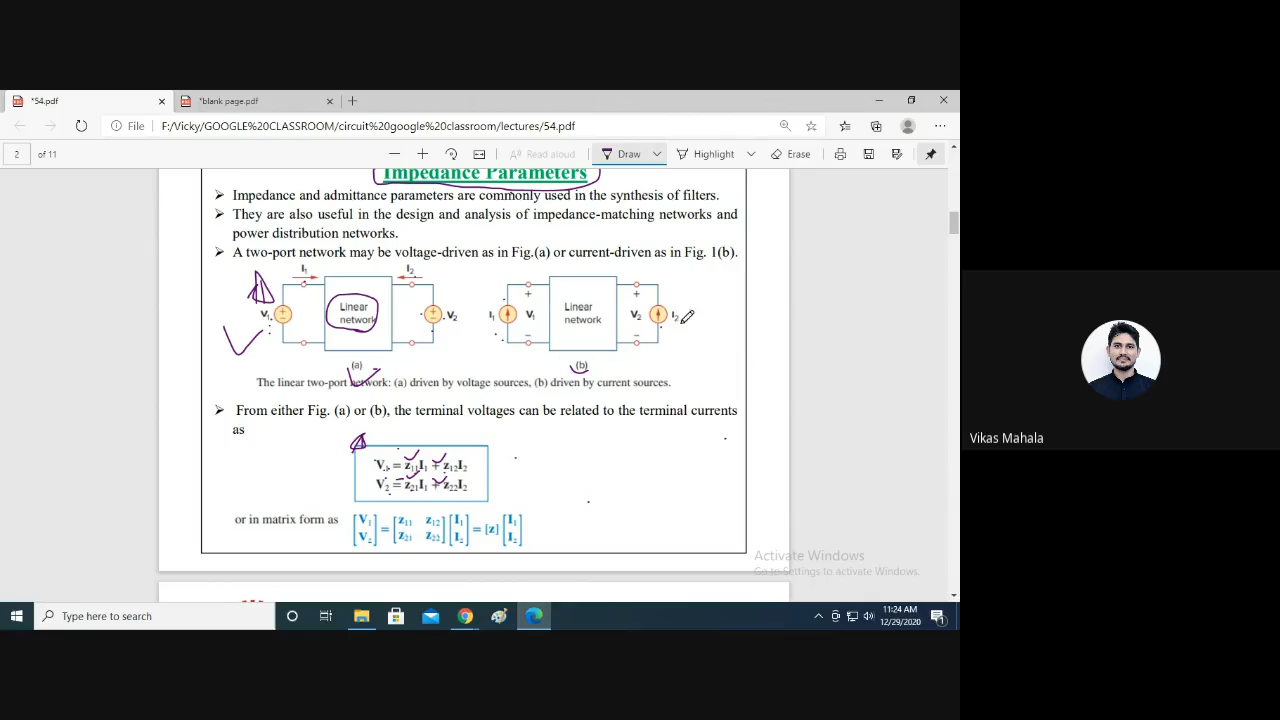 *54.pdf
*blank page.pdf
File F:/Vicky/GOOGLE%20CLASSROOM/circuit%20google%20classroom/lectures/54.pdf
2 of 11 Read aloud Draw Highlight Erase
Impedance Parameters
➢ Impedance and admittance parameters are commonly used in the synthesis of filters.
➢ They are also useful in the design and analysis of impedance-matching networks and
power distribution networks.
➢ A two-port network may be voltage-driven as in Fig.(a) or current-driven as in Fig. 1(b).
I₁ I₂
V₁ + − Linear network + − V₂
I₁ + V₁ − Linear network + V₂ − I₂
(a) (b)
The linear two-port network: (a) driven by voltage sources, (b) driven by current sources.
➢ From either Fig. (a) or (b), the terminal voltages can be related to the terminal currents
as
V₁ = z₁₁I₁ + z₁₂I₂
V₂ = z₂₁I₁ + z₂₂I₂
or in matrix form as [V₁ V₂] = [z₁₁ z₁₂ z₂₁ z₂₂] [I₁ I₂] = [z] [I₁ I₂]
Vikas Mahala
Activate Windows
Go to Settings to activate Windows.
Type here to search
11:24 AM
12/29/2020
1